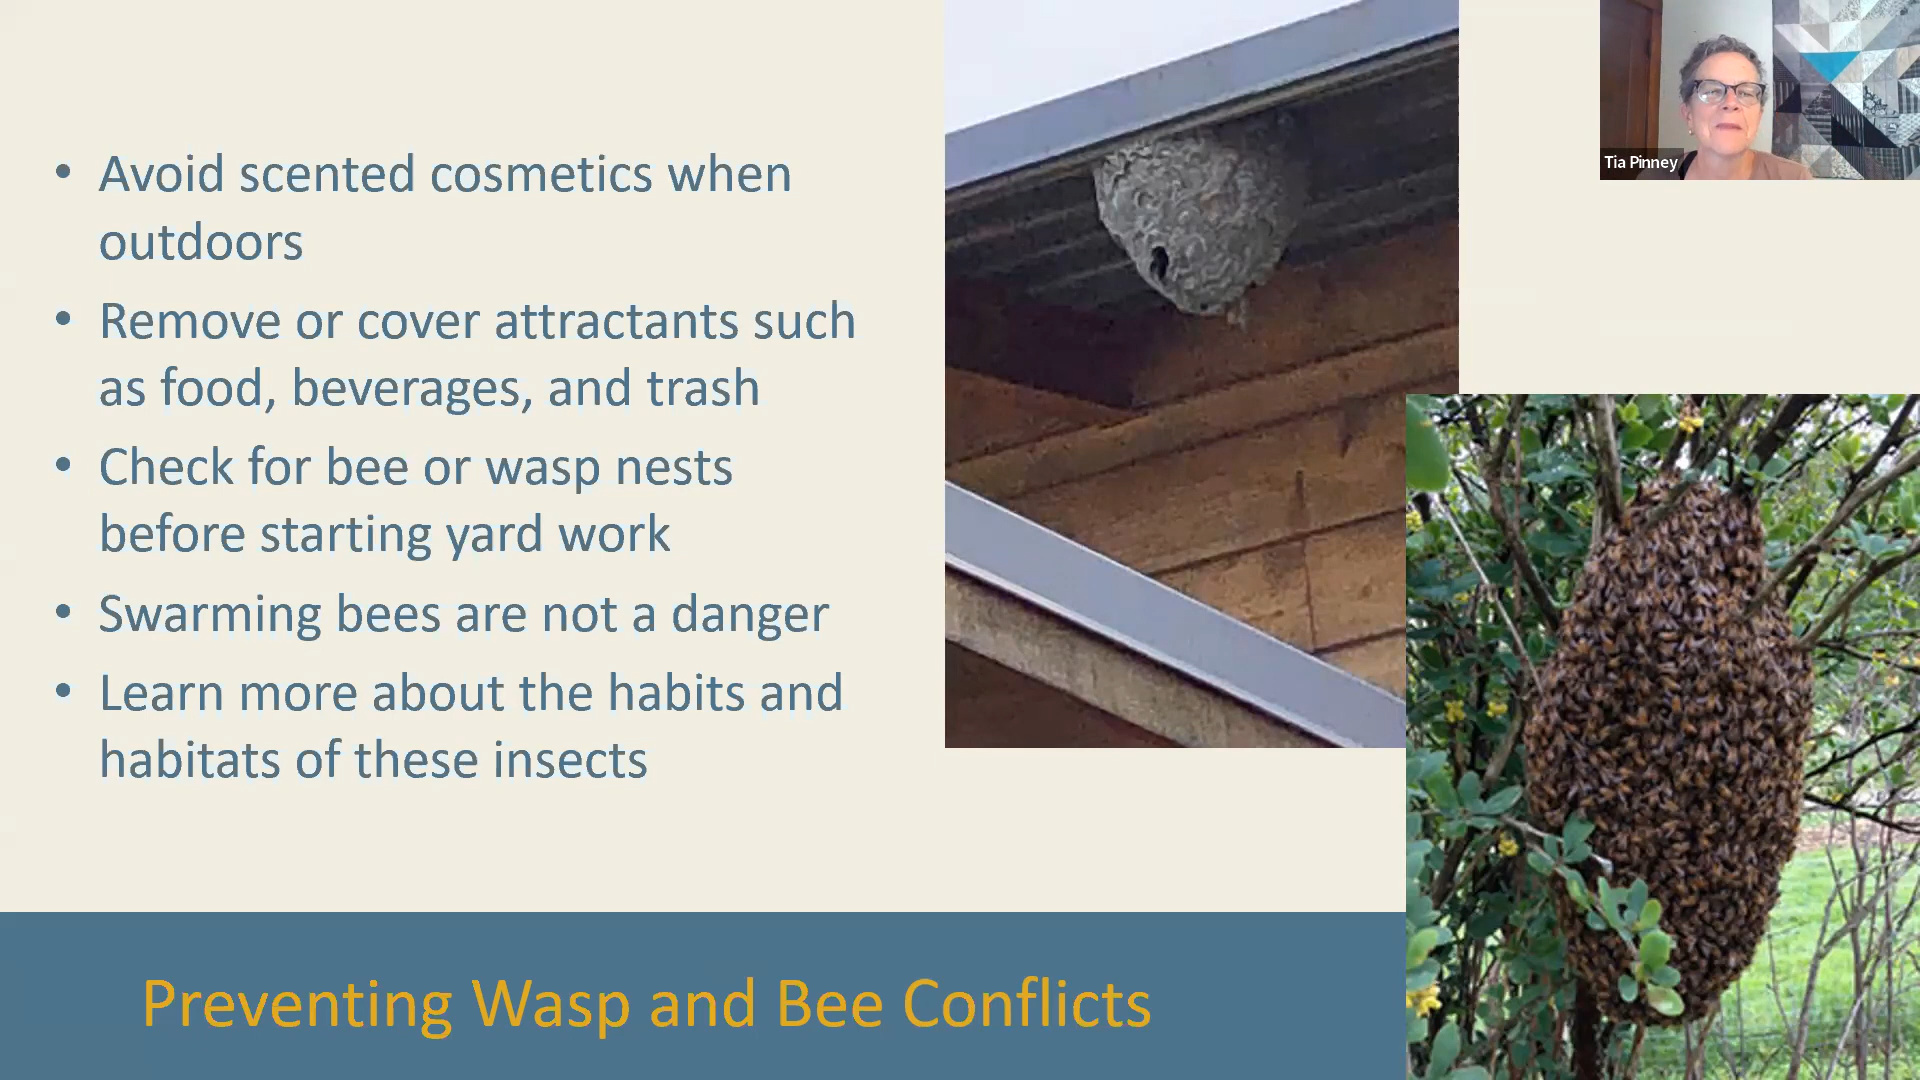 • Avoid scented cosmetics when
outdoors
• Remove or cover attractants such
as food, beverages, and trash
• Check for bee or wasp nests
before starting yard work
• Swarming bees are not a danger
• Learn more about the habits and
habitats of these insects
Preventing Wasp and Bee Conflicts
Tia Pinney